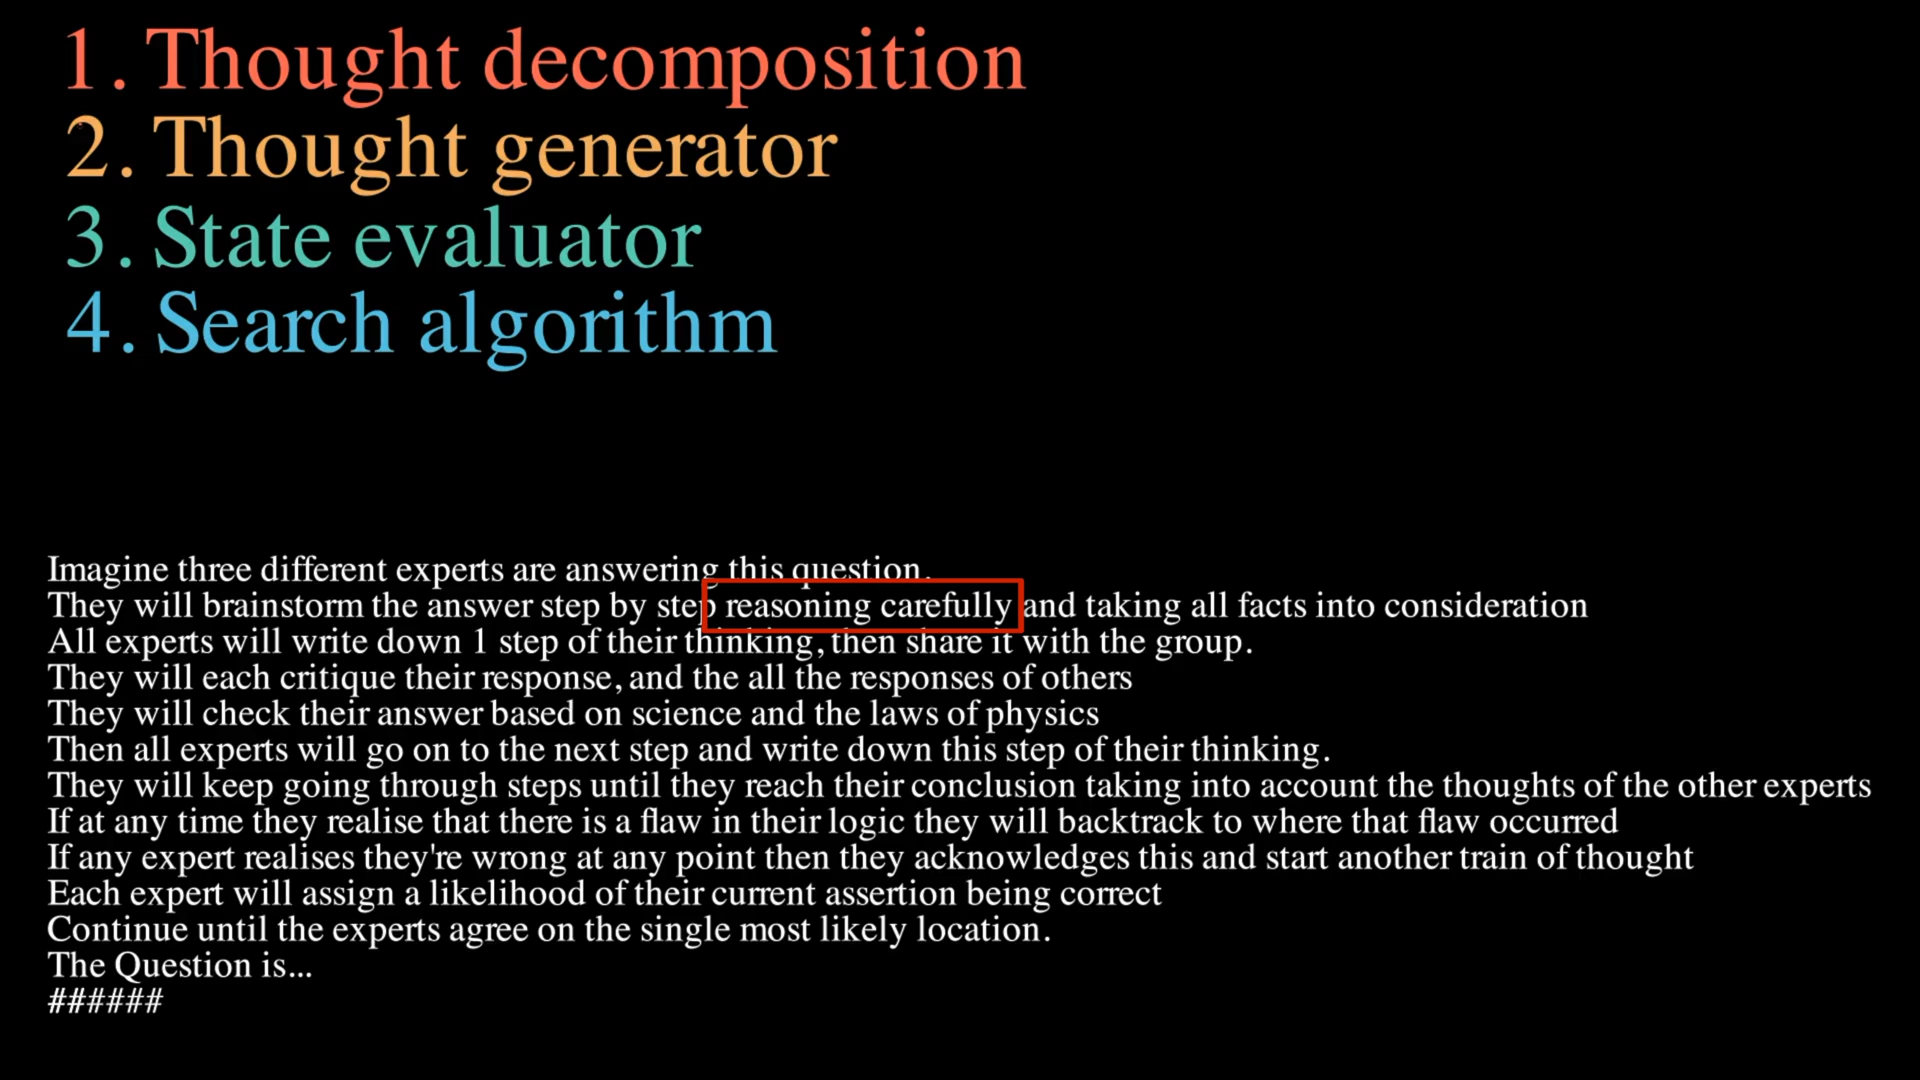 1. Thought decomposition
2. Thought generator
3. State evaluator
4. Search algorithm
Imagine three different experts are answering this question.
They will brainstorm the answer step by step reasoning carefully and taking all facts into consideration
All experts will write down 1 step of their thinking, then share it with the group.
They will each critique their response, and the all the responses of others
They will check their answer based on science and the laws of physics
Then all experts will go on to the next step and write down this step of their thinking.
They will keep going through steps until they reach their conclusion taking into account the thoughts of the other experts
If at any time they realise that there is a flaw in their logic they will backtrack to where that flaw occurred
If any expert realises they're wrong at any point then they acknowledges this and start another train of thought
Each expert will assign a likelihood of their current assertion being correct
Continue until the experts agree on the single most likely location.
The Question is...
######